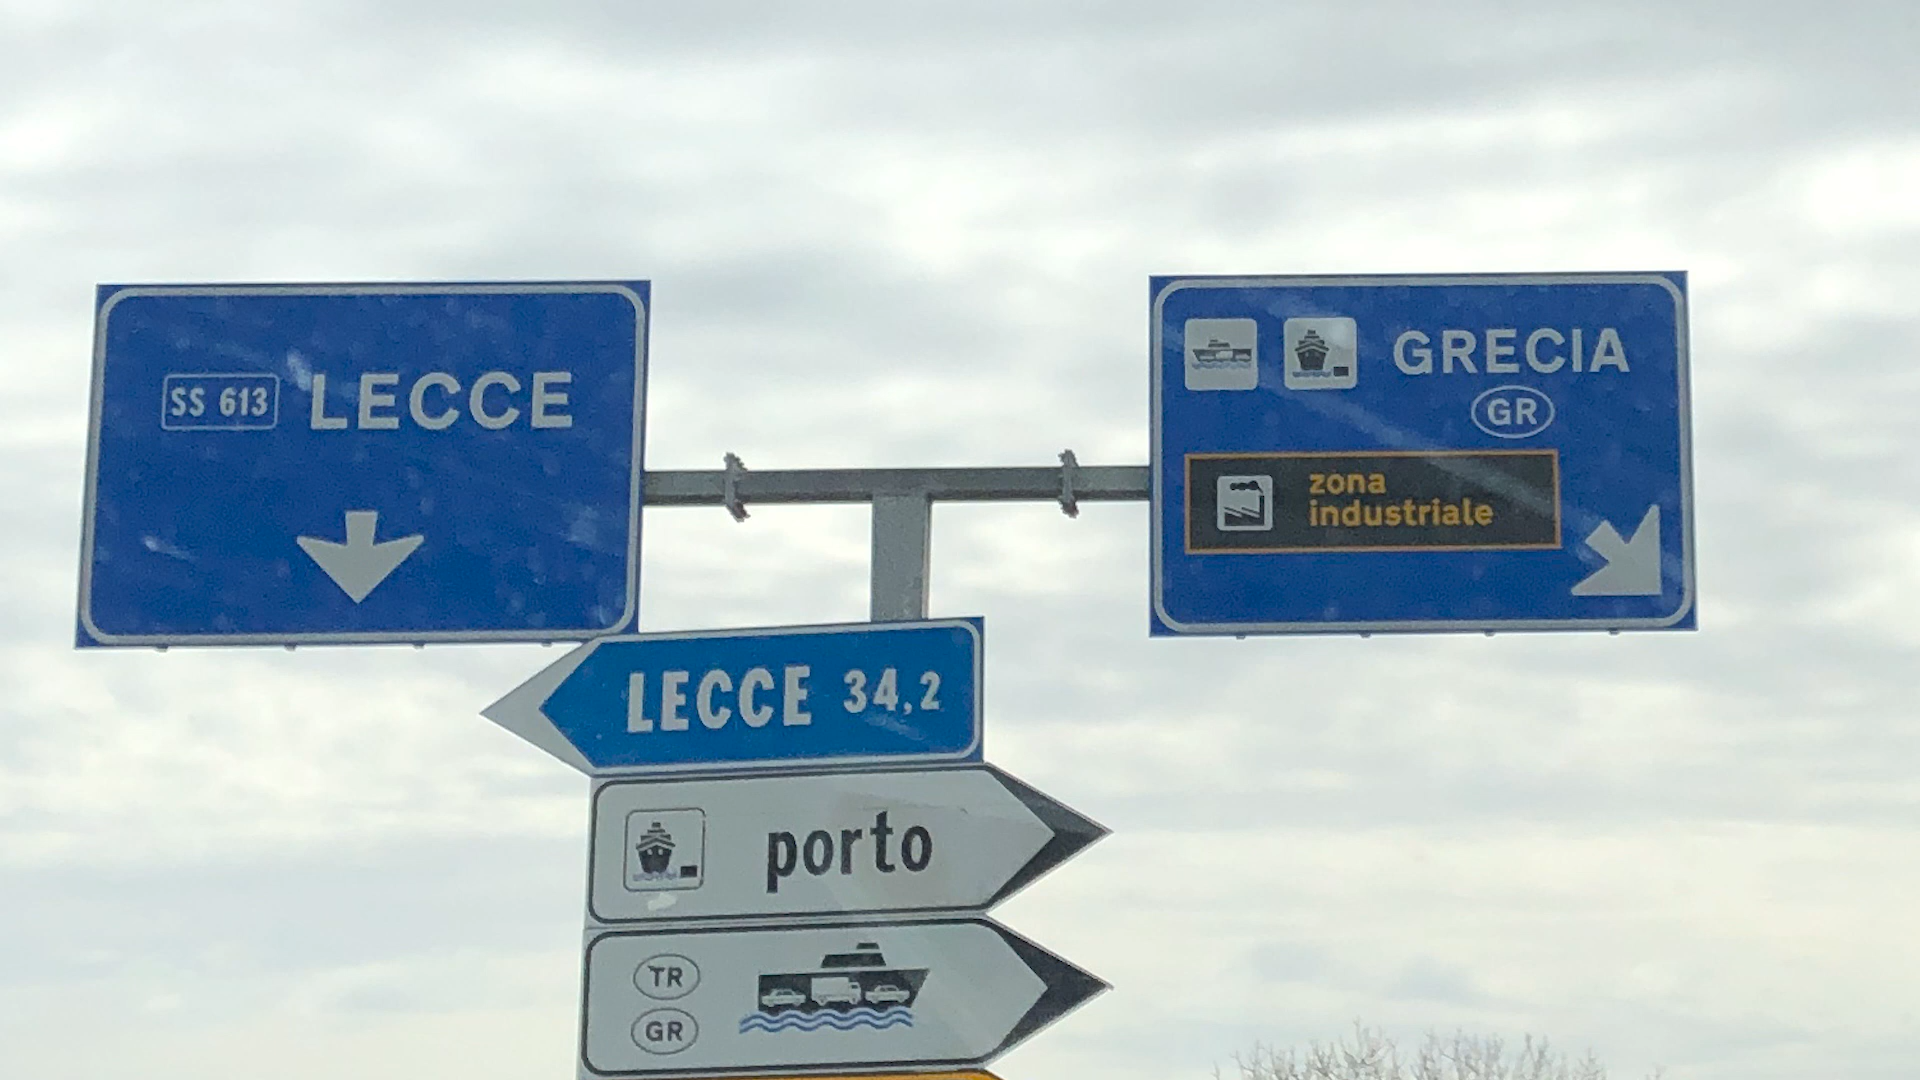 SS 613 LECCE
GRECIA
GR
zona
industriale
LECCE 34,2
porto
TR
GR